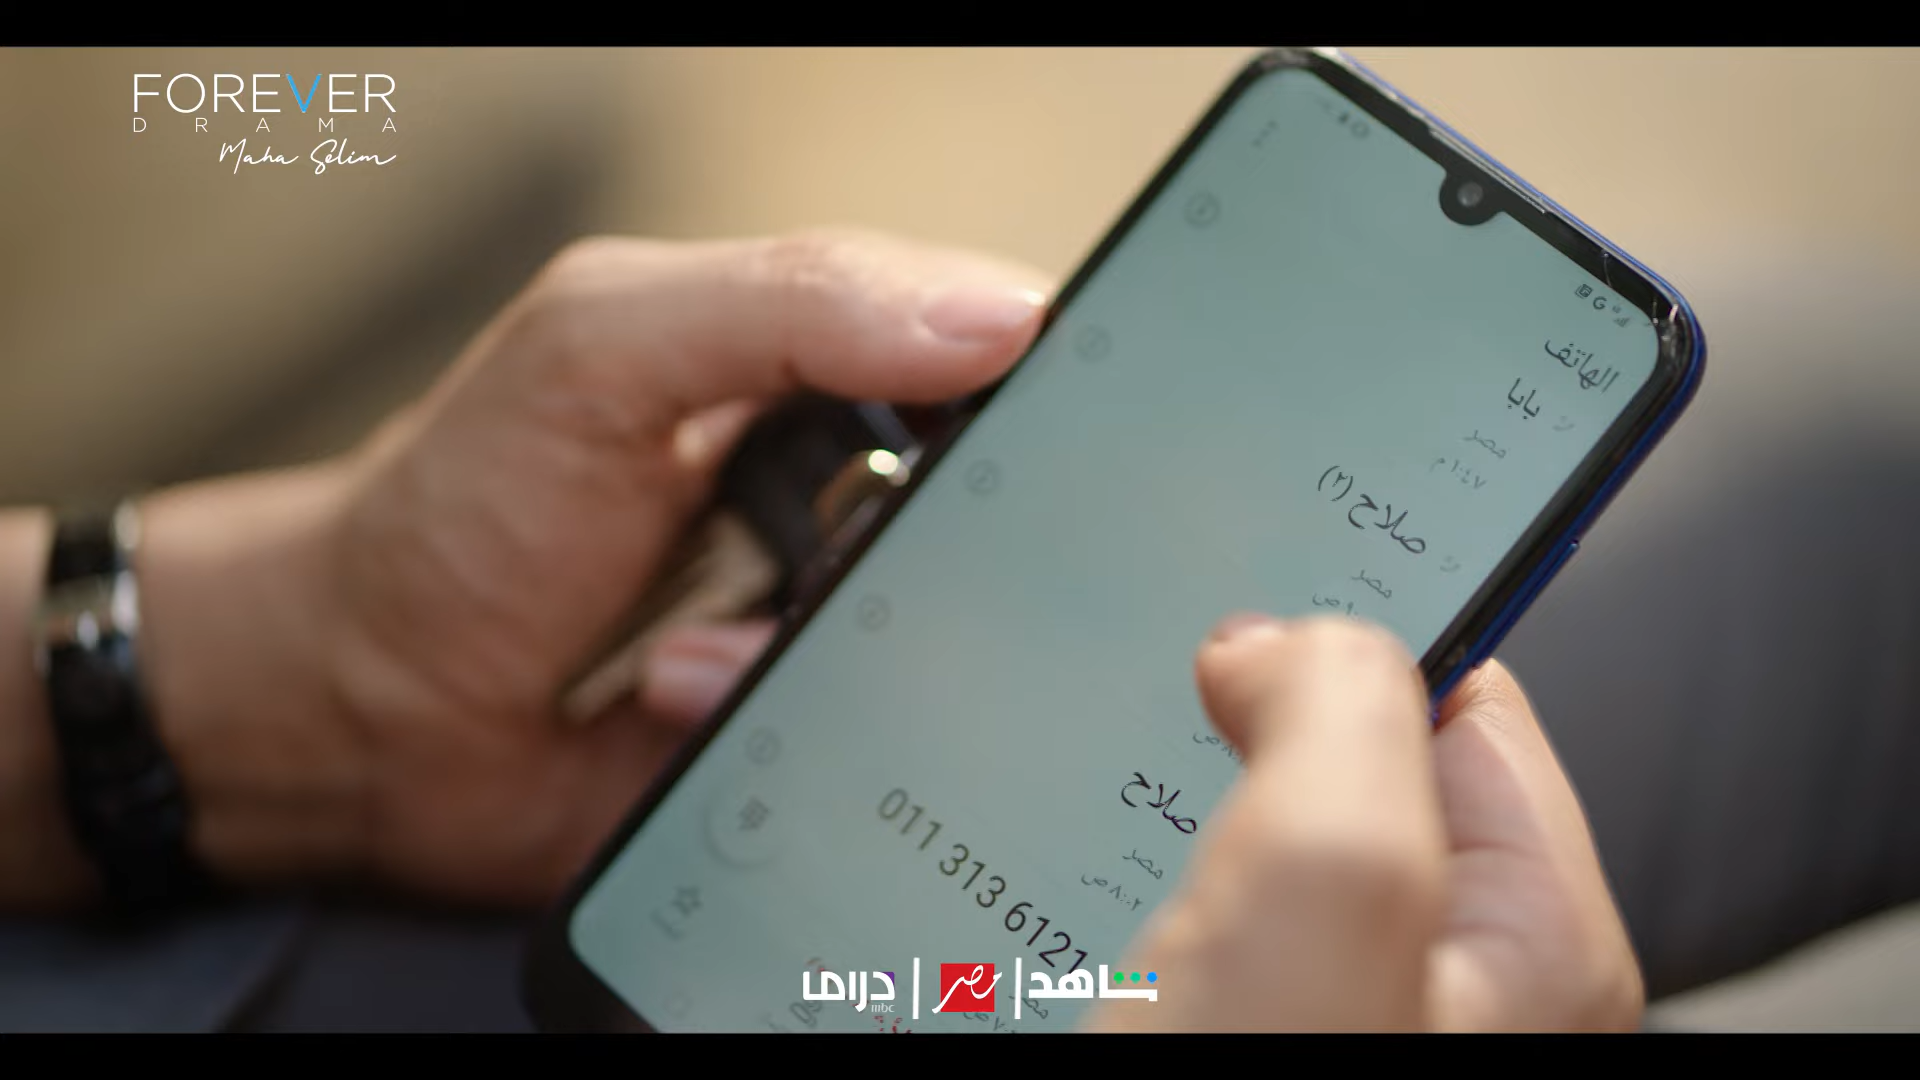 FOREVER
DRAMA
Maha Selim
G
الهاتف
بابا
مصر
١٠:٤٧ م
صلاح (٢)
مصر
ص
صلاح
مصر
٨:٠٢ ص
011 313 6121
دراما
mbc
مصر
شاهد